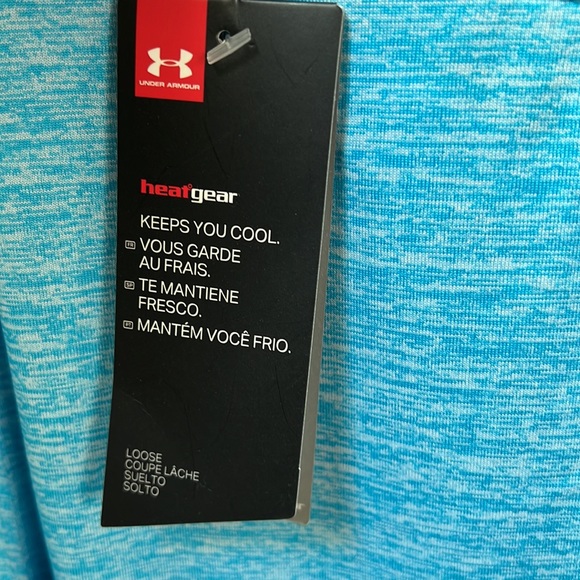 UNDER ARMOUR
heatgear
KEEPS YOU COOL.
FR VOUS GARDE
AU FRAIS.
SP TE MANTIENE
FRESCO.
MANTÉM VOCÊ FRIO.
LOOSE
COUPE LÂCHE
SUELTO
SOLTO